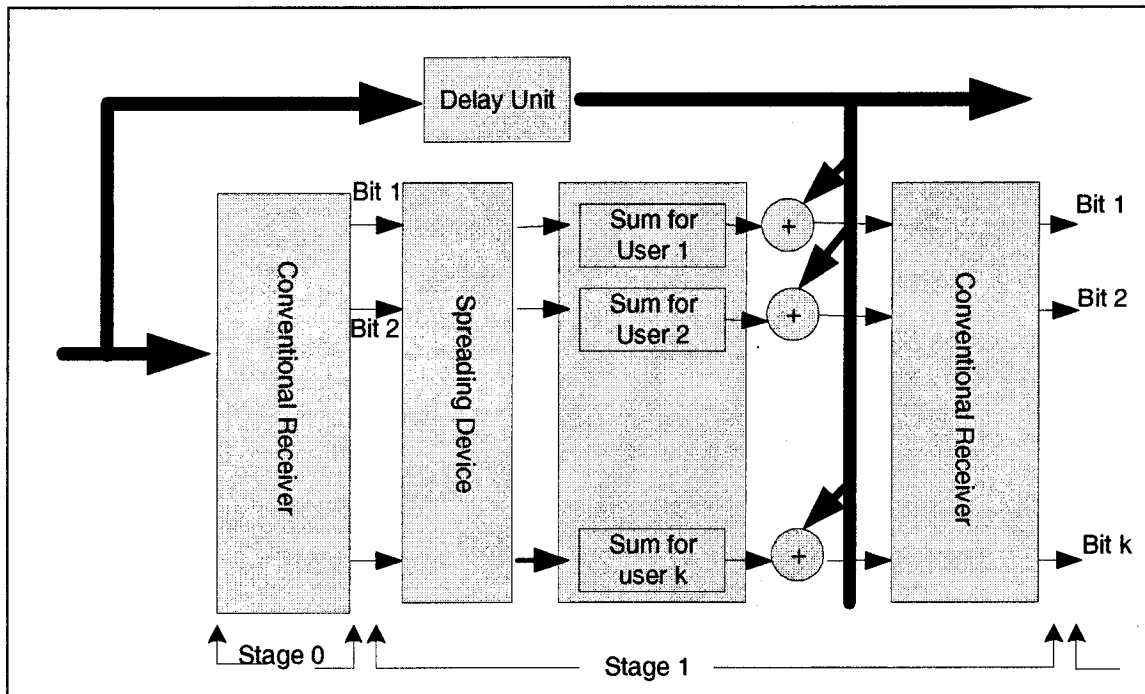 Delay Unit
Bit 1
Bit 2
Conventional Receiver
Spreading Device
Sum for
User 1
+
Sum for
User 2
+
Sum for
user k
+
Conventional Receiver
Bit 1
Bit 2
Bit k
Stage 0
Stage 1